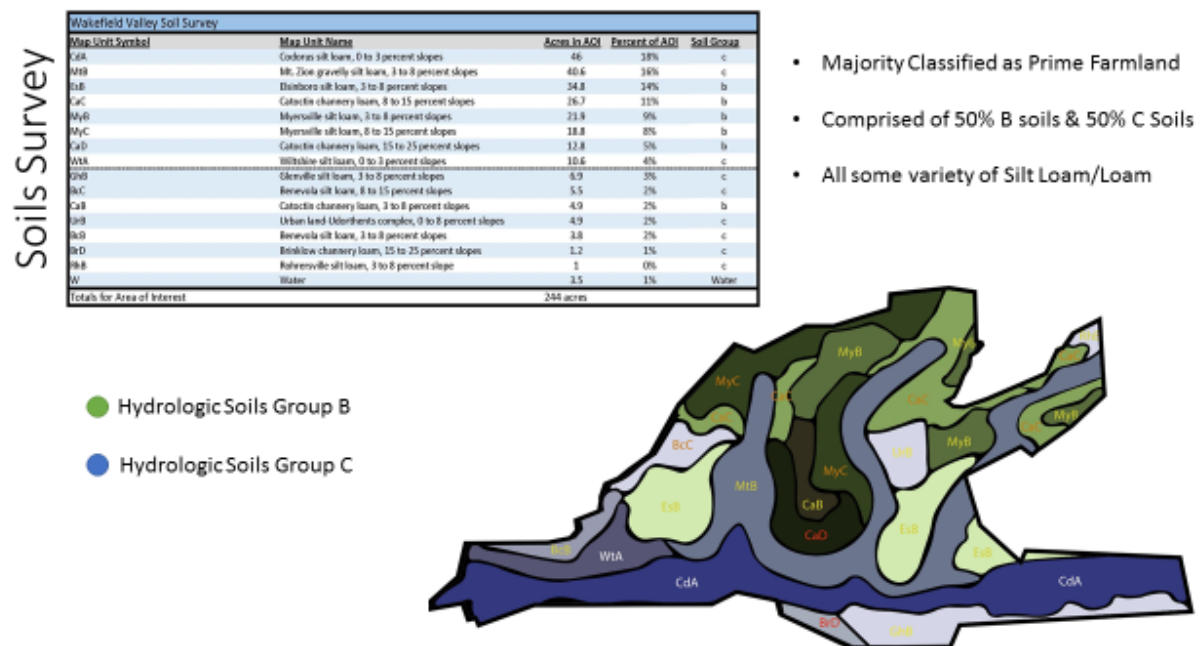 Soils Survey
Wakefield Valley Soil Survey
Map Unit Symbol Map Unit Name Acres in AOI Percent of AOI Soil Group
CdA Codorus silt loam, 0 to 3 percent slopes 46 18% c
MtB Mt. Zion gravelly silt loam, 3 to 8 percent slopes 40.6 16% c
EsB Elsinboro silt loam, 3 to 8 percent slopes 34.8 14% b
CaC Catoctin channery loam, 8 to 15 percent slopes 26.7 11% b
MyB Myersville silt loam, 3 to 8 percent slopes 21.9 9% b
MyC Myersville silt loam, 8 to 15 percent slopes 18.8 8% b
CaD Catoctin channery loam, 15 to 25 percent slopes 12.8 5% b
WtA Wiltshire silt loam, 0 to 3 percent slopes 10.6 4% c
GhB Glenville silt loam, 3 to 8 percent slopes 6.9 3% c
BcC Benevola silt loam, 8 to 15 percent slopes 5.5 2% c
CaB Catoctin channery loam, 3 to 8 percent slopes 4.9 2% b
UrB Urban land-Udorthents complex, 0 to 8 percent slopes 4.9 2% c
BcB Benevola silt loam, 3 to 8 percent slopes 3.8 2% c
BrD Brinklow channery loam, 15 to 25 percent slopes 1.2 1% c
RhB Rohrersville silt loam, 3 to 8 percent slope 1 0% c
W Water 3.5 1% Water
Totals for Area of Interest 244 acres
• Majority Classified as Prime Farmland
• Comprised of 50% B soils & 50% C Soils
• All some variety of Silt Loam/Loam
Hydrologic Soils Group B
Hydrologic Soils Group C
MyB
MyC
CaC
MyB
BcC
MyB
MyC
MtB
EsB
CaB
EsB
CaD
BcB
WtA
EsB
CdA
CdA
BrD